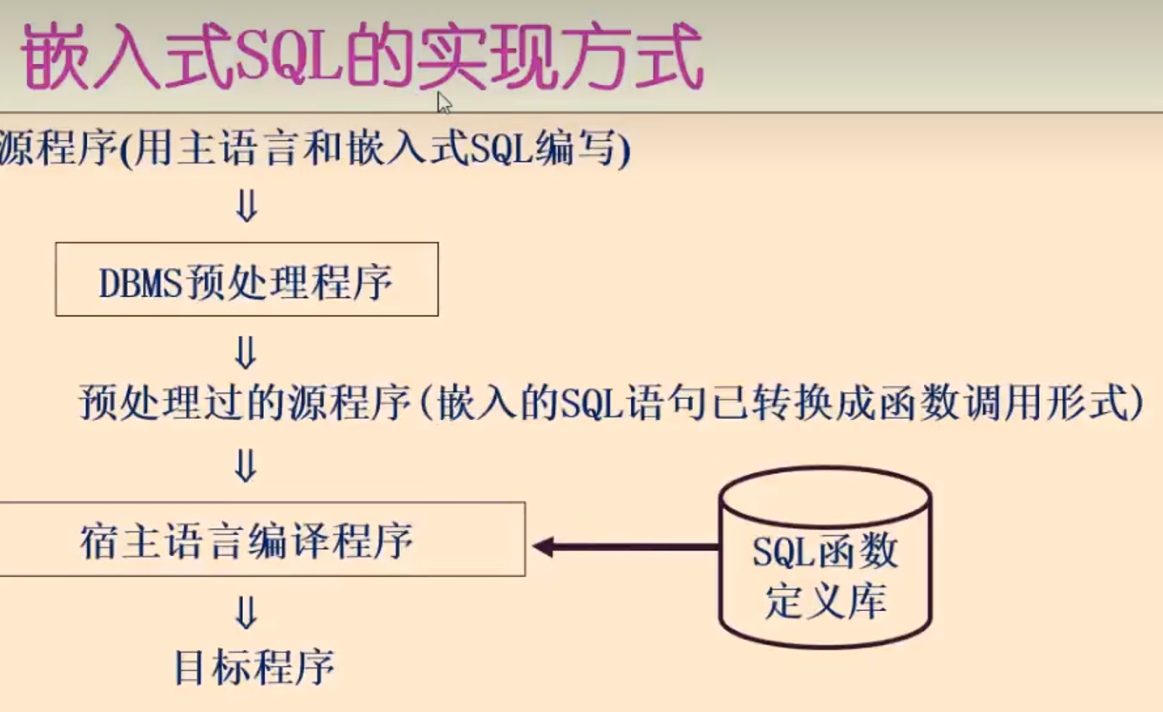 嵌入式SQL的实现方式
源程序(用主语言和嵌入式SQL编写)
⇓
DBMS预处理程序
⇓
预处理过的源程序(嵌入的SQL语句已转换成函数调用形式)
⇓
宿主语言编译程序
SQL函数
定义库
⇓
目标程序